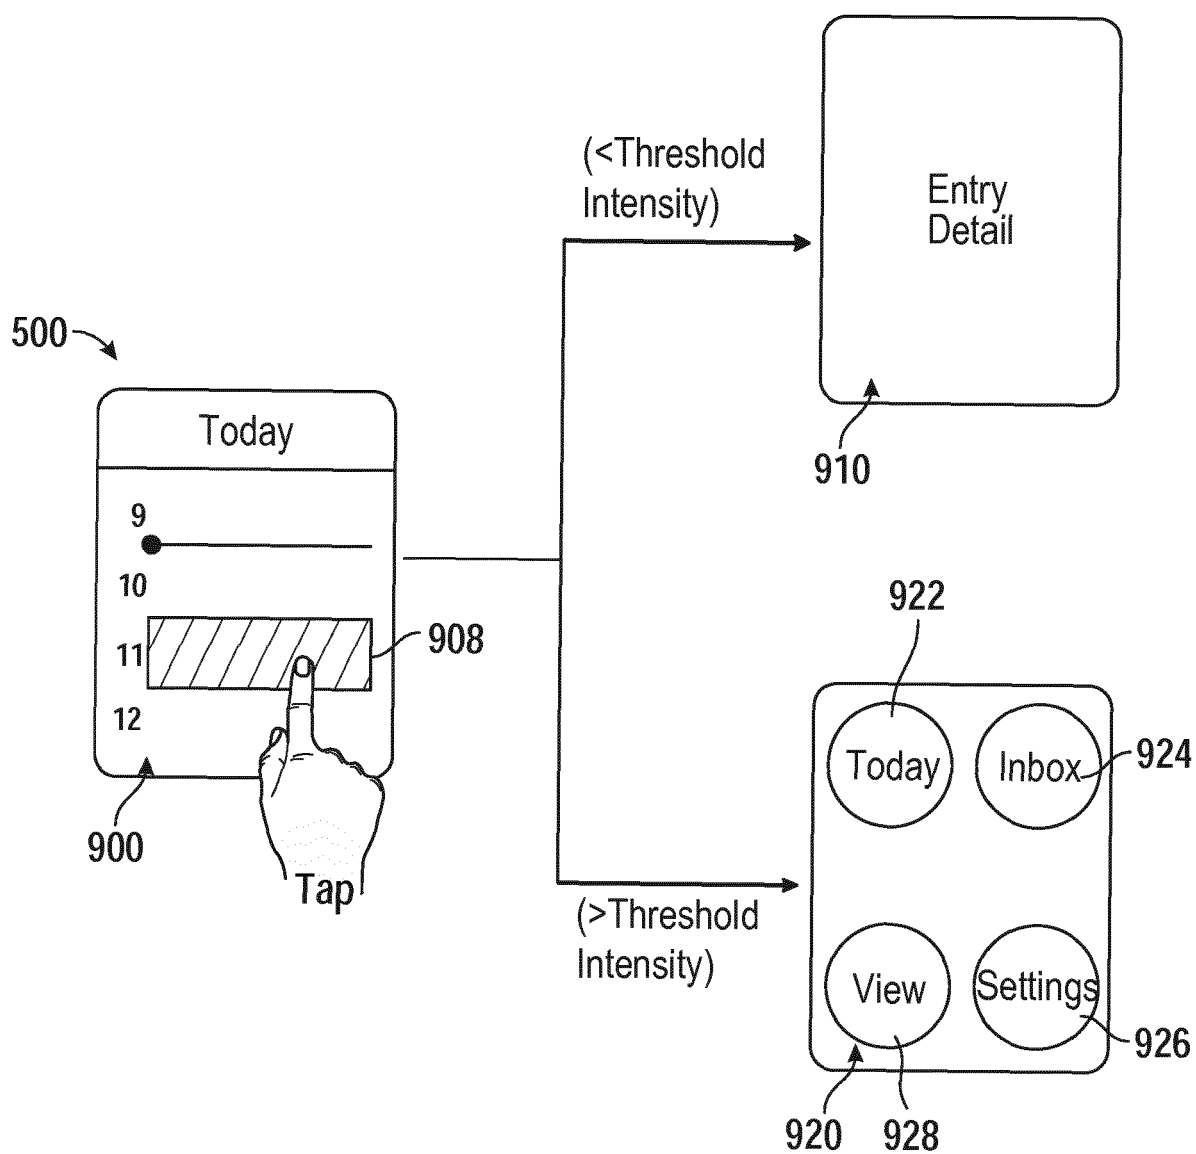 (<Threshold
Intensity)
Entry
Detail
910
500
Today
9
10
11
12
908
900
Tap
(>Threshold
Intensity)
922
Today
Inbox
924
View
Settings
926
920
928